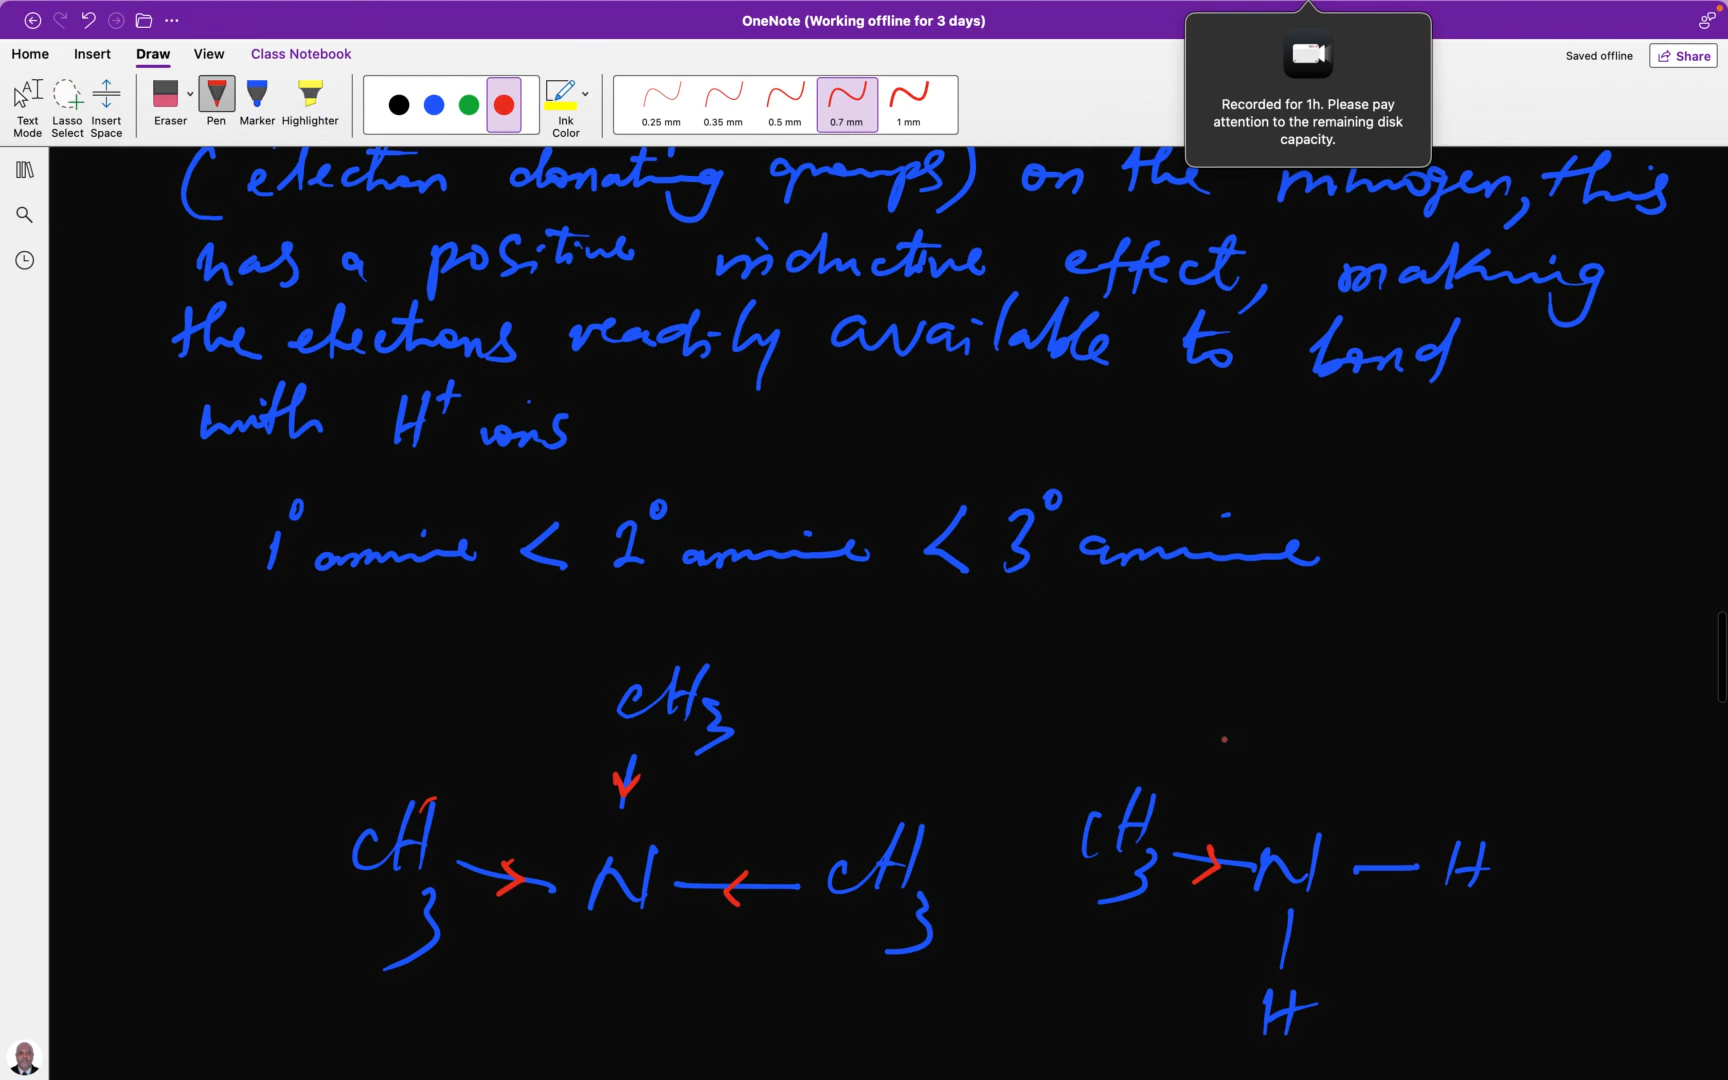 OneNote (Working offline for 3 days)
Home Insert Draw View Class Notebook
Saved offline Share
Text Mode
Lasso Select
Insert Space
Eraser
Pen
Marker
Highlighter
Ink Color
0.25 mm 0.35 mm 0.5 mm 0.7 mm 1 mm
Recorded for 1h. Please pay
attention to the remaining disk
capacity.
(electron donating groups) on the nitrogen, this
has a positive inductive effect, making
the electrons readily available to bond
with H⁺ ions
1⁰ amine < 2⁰ amine < 3⁰ amine
CH₃
CH₃ N CH₃
CH₃ N — H
H